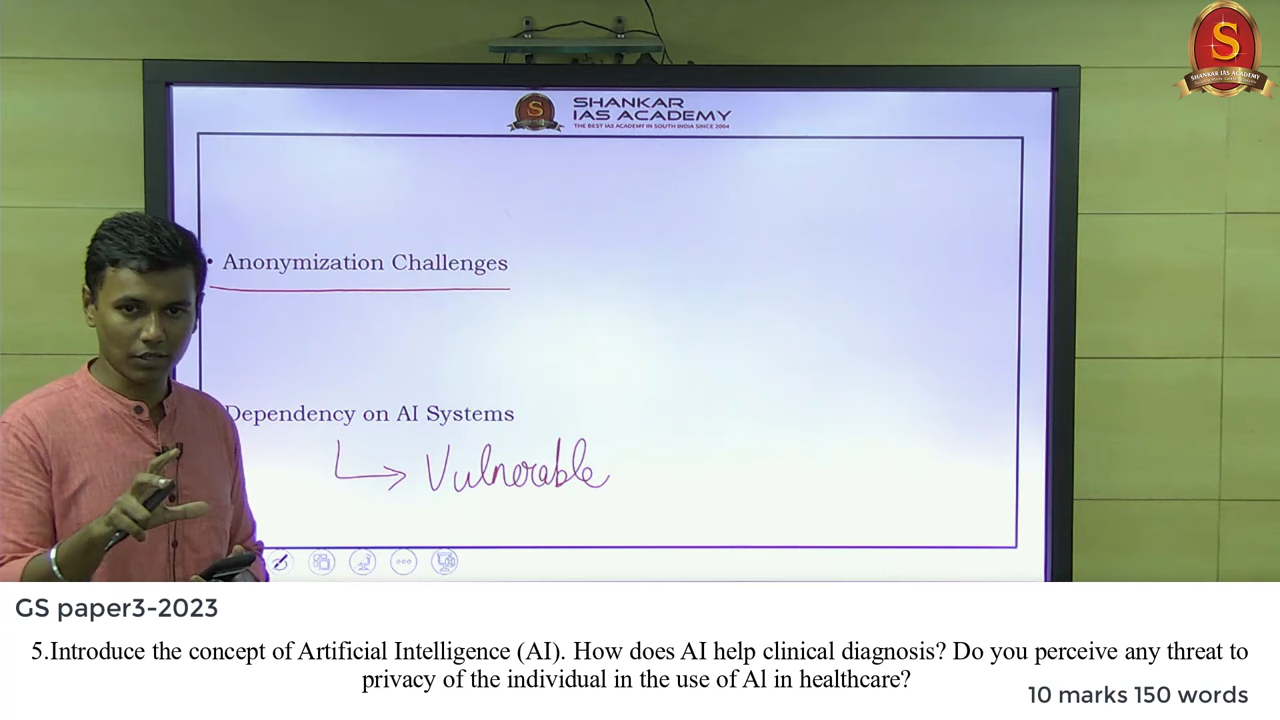 SHANKAR
IAS ACADEMY
THE BEST IAS ACADEMY IN SOUTH INDIA SINCE 2004
S
SHANKAR IAS ACADEMY
• Anonymization Challenges
Dependency on AI Systems
Vulnerable
GS paper3-2023
5.Introduce the concept of Artificial Intelligence (AI). How does AI help clinical diagnosis? Do you perceive any threat to
privacy of the individual in the use of Al in healthcare?
10 marks 150 words